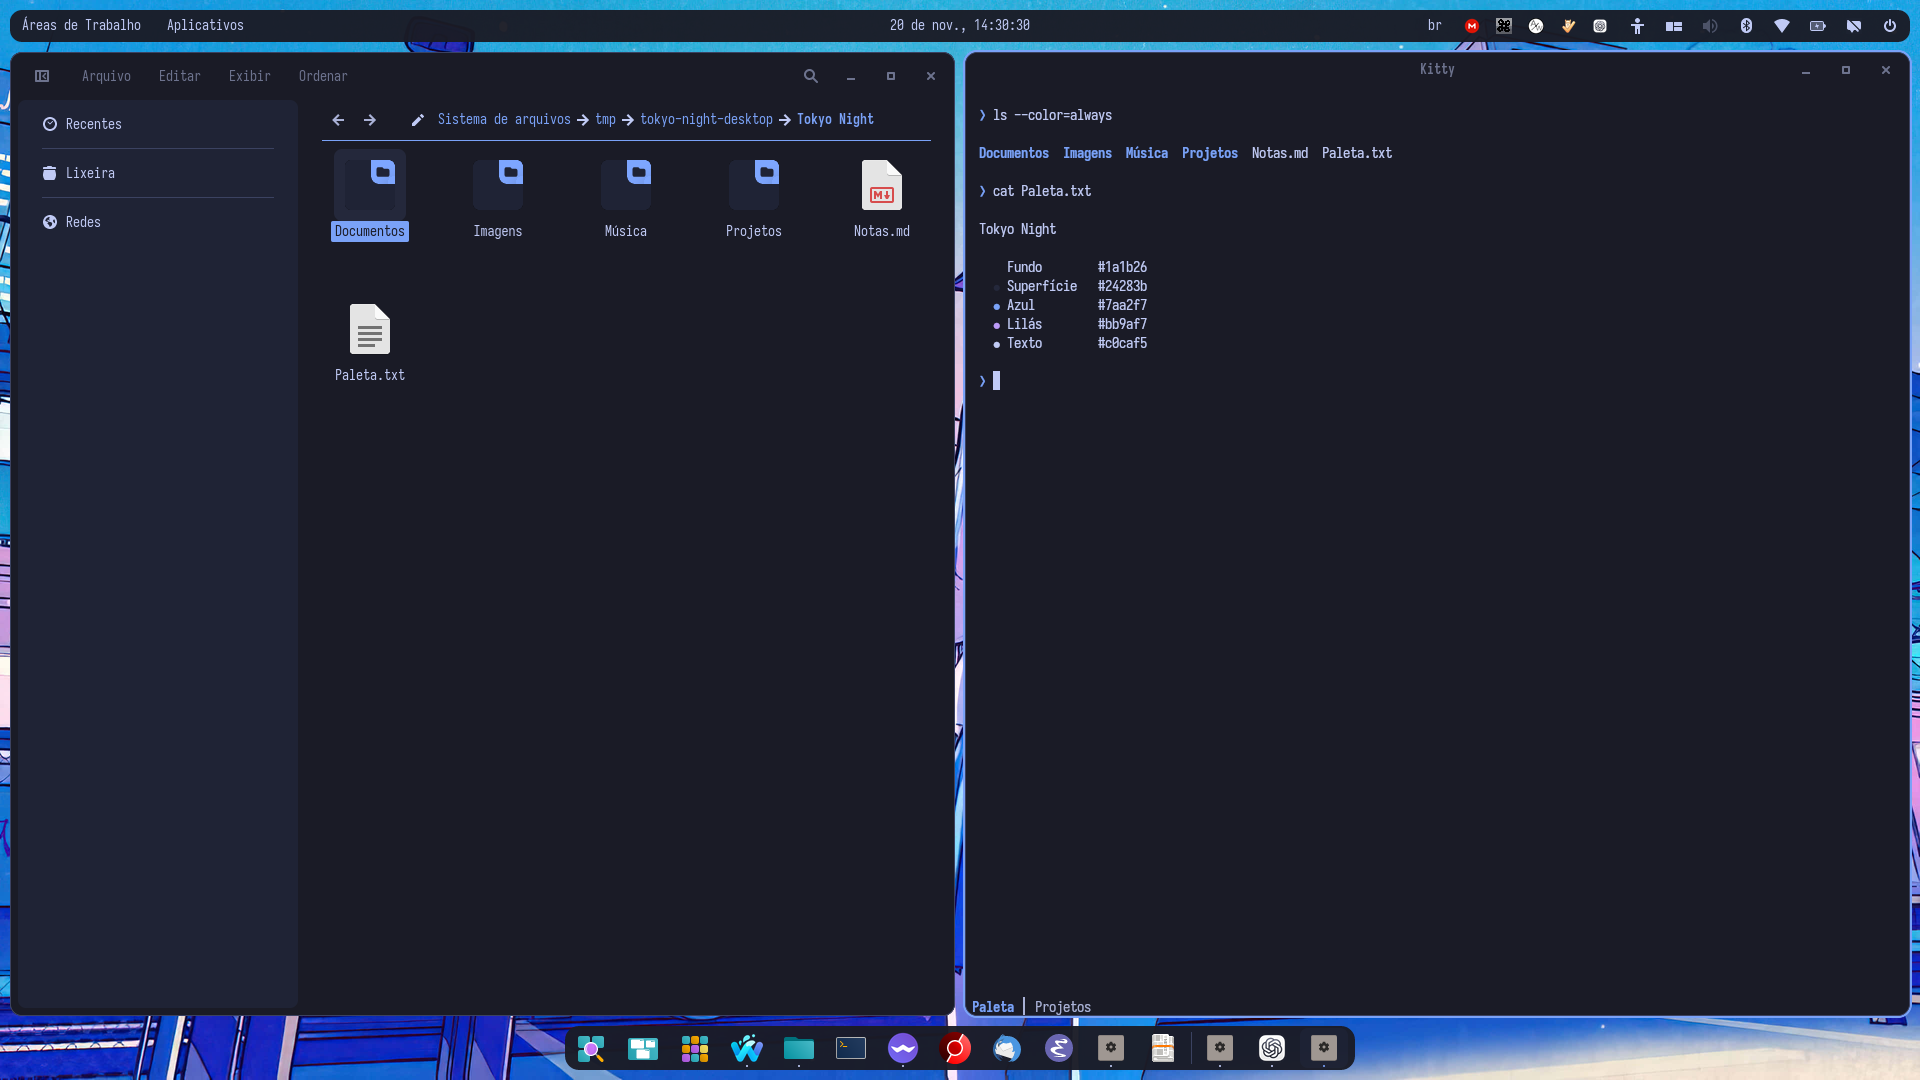 Áreas de Trabalho Aplicativos 20 de nov., 14:30:30 br
Arquivo Editar Exibir Ordenar
Recentes
Lixeira
Redes
Sistema de arquivos tmp tokyo-night-desktop Tokyo Night
Documentos Imagens Música Projetos Notas.md
Paleta.txt
Kitty
❯ ls --color=always
Documentos Imagens Música Projetos Notas.md Paleta.txt
❯ cat Paleta.txt
Tokyo Night
Fundo #1a1b26
Superfície #24283b
● Azul #7aa2f7
● Lilás #bb9af7
● Texto #c0caf5
❯
Paleta | Projetos